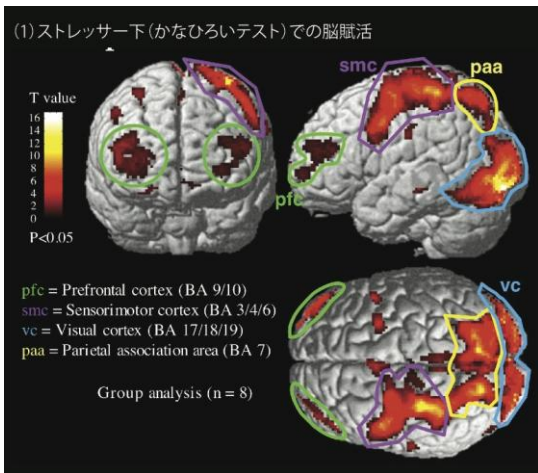 (1)ストレッサー下(かなひろいテスト)での脳賦活
smc
paa
T value
16
14
12
10
8
6
4
2
0
P<0.05
pfc
pfc = Prefrontal cortex (BA 9/10)
smc = Sensorimotor cortex (BA 3/4/6)
vc = Visual cortex (BA 17/18/19)
paa = Parietal association area (BA 7)
Group analysis (n = 8)
vc